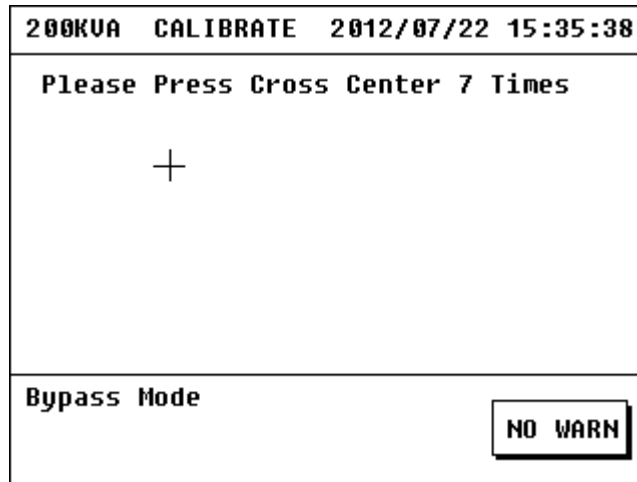 200KVA CALIBRATE 2012/07/22 15:35:38
Please Press Cross Center 7 Times
Bypass Mode
NO WARN